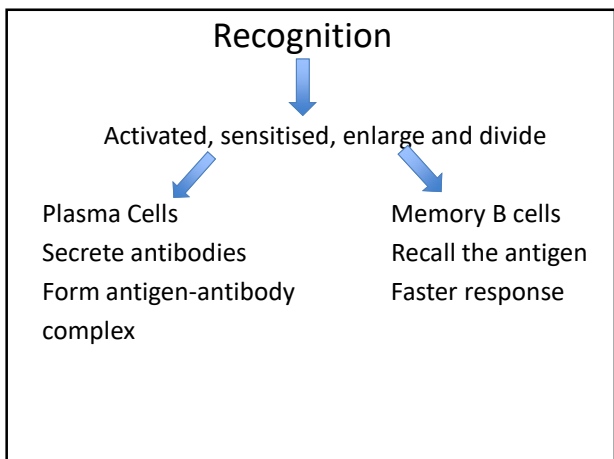 Recognition
Activated, sensitised, enlarge and divide
Plasma Cells
Secrete antibodies
Form antigen-antibody
complex
Memory B cells
Recall the antigen
Faster response